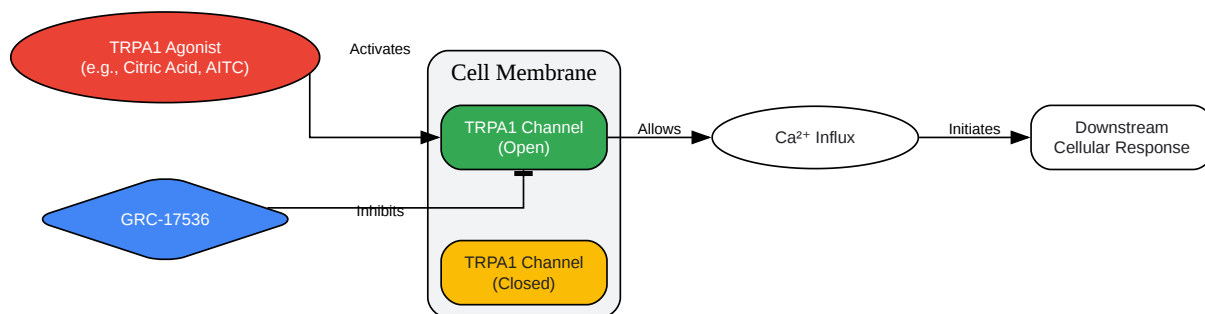 TRPA1 Agonist
(e.g., Citric Acid, AITC)
Activates
Cell Membrane
TRPA1 Channel
(Open)
Allows
Ca²⁺ Influx
Initiates
Downstream
Cellular Response
GRC-17536
Inhibits
TRPA1 Channel
(Closed)